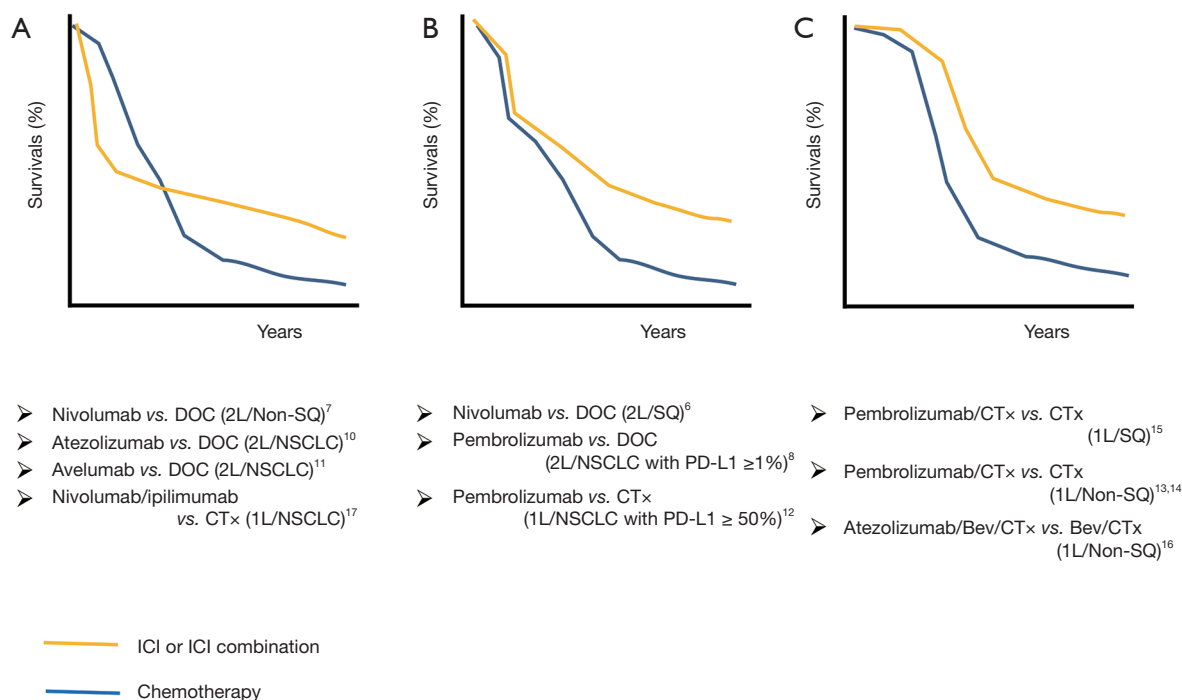 A
B
C
Survivals (%)
Survivals (%)
Survivals (%)
Years
Years
Years
➢ Nivolumab vs. DOC (2L/Non-SQ)⁷
➢ Atezolizumab vs. DOC (2L/NSCLC)¹⁰
➢ Avelumab vs. DOC (2L/NSCLC)¹¹
➢ Nivolumab/ipilimumab
vs. CT× (1L/NSCLC)¹⁷
➢ Nivolumab vs. DOC (2L/SQ)⁶
➢ Pembrolizumab vs. DOC
(2L/NSCLC with PD-L1 ≥1%)⁸
➢ Pembrolizumab vs. CT×
(1L/NSCLC with PD-L1 ≥ 50%)¹²
➢ Pembrolizumab/CT× vs. CTx
(1L/SQ)¹⁵
➢ Pembrolizumab/CT× vs. CTx
(1L/Non-SQ)¹³,¹⁴
➢ Atezolizumab/Bev/CT× vs. Bev/CTx
(1L/Non-SQ)¹⁶
ICI or ICI combination
Chemotherapy